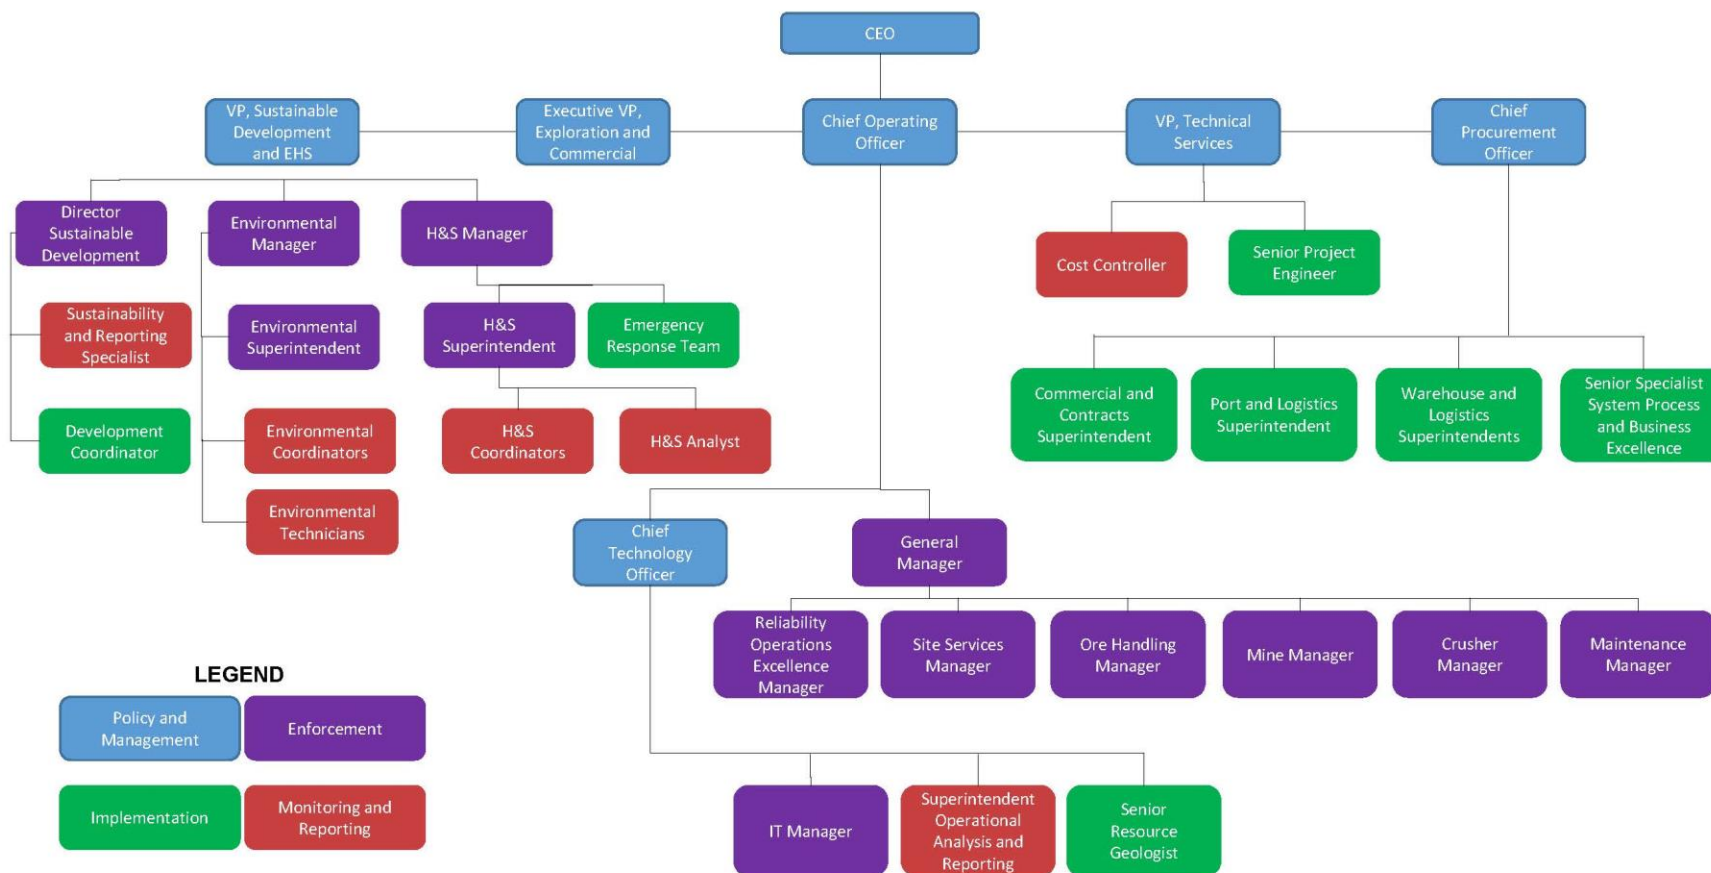 CEO
VP, Sustainable
Development
and EHS
Executive VP,
Exploration and
Commercial
Chief Operating
Officer
VP, Technical
Services
Chief
Procurement
Officer
Director
Sustainable
Development
Environmental
Manager
H&S Manager
Cost Controller
Senior Project
Engineer
Sustainability
and Reporting
Specialist
Environmental
Superintendent
H&S
Superintendent
Emergency
Response Team
Development
Coordinator
Environmental
Coordinators
H&S
Coordinators
H&S Analyst
Commercial and
Contracts
Superintendent
Port and Logistics
Superintendent
Warehouse and
Logistics
Superintendents
Senior Specialist
System Process
and Business
Excellence
Environmental
Technicians
Chief
Technology
Officer
General
Manager
Reliability
Operations
Excellence
Manager
Site Services
Manager
Ore Handling
Manager
Mine Manager
Crusher
Manager
Maintenance
Manager
LEGEND
Policy and
Management
Enforcement
Implementation
Monitoring and
Reporting
IT Manager
Superintendent
Operational
Analysis and
Reporting
Senior
Resource
Geologist